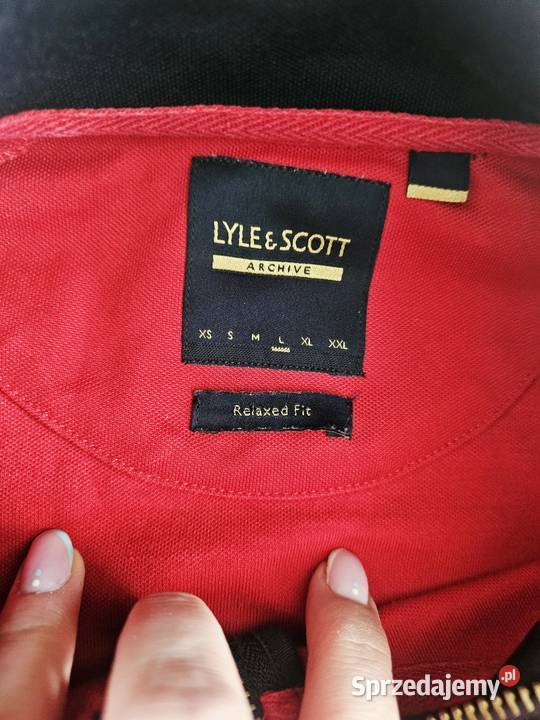 LYLE & SCOTT
ARCHIVE
XS S M L XL XXL
Relaxed Fit
Sprzedajemy.pl